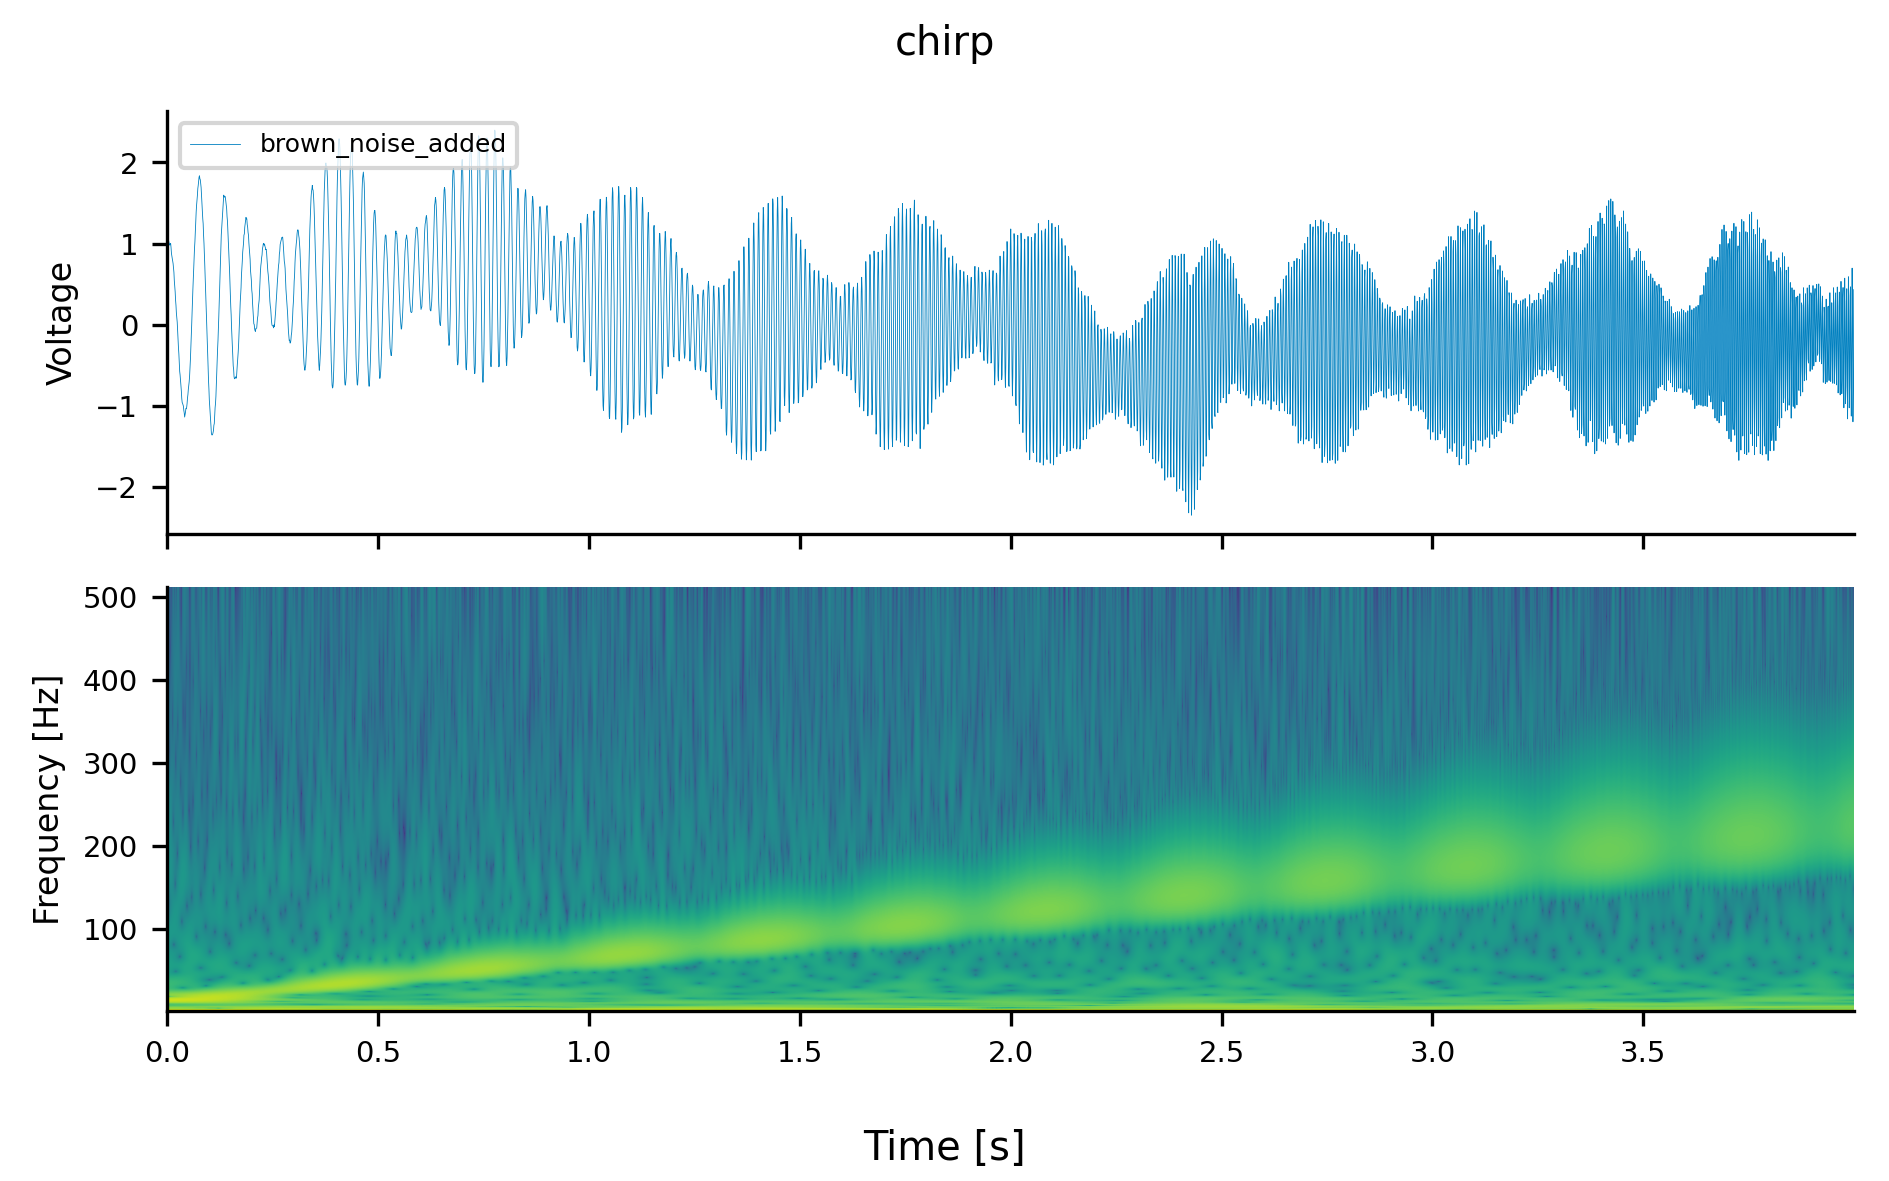 chirp
brown_noise_added
Voltage
2
1
0
−1
−2
Frequency [Hz]
500
400
300
200
100
0.0 0.5 1.0 1.5 2.0 2.5 3.0 3.5
Time [s]